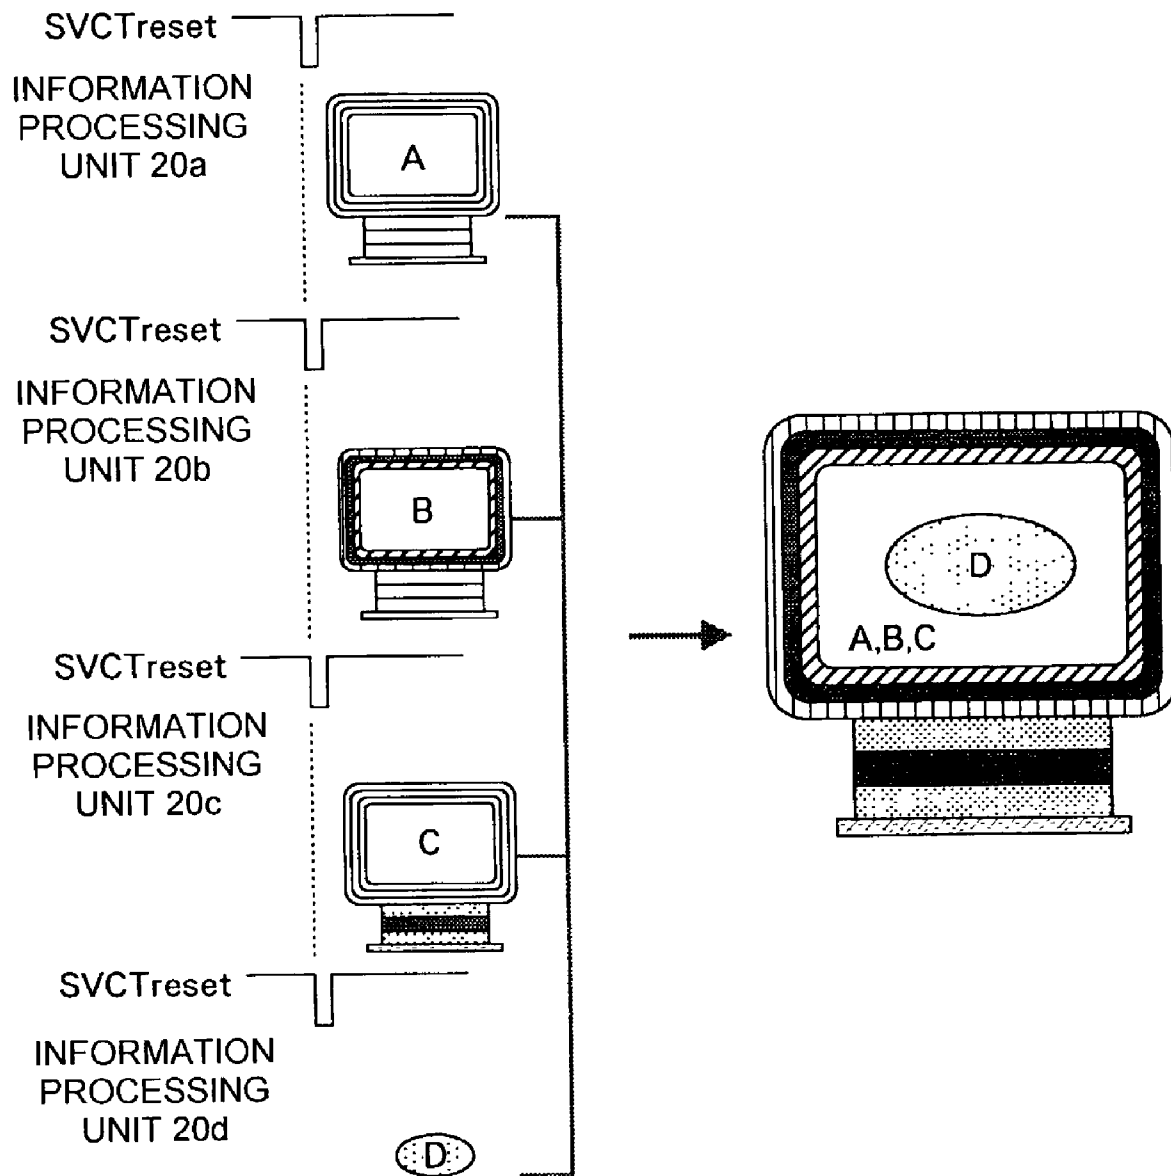 SVCTreset
INFORMATION
PROCESSING
UNIT 20a
A
SVCTreset
INFORMATION
PROCESSING
UNIT 20b
B
SVCTreset
INFORMATION
PROCESSING
UNIT 20c
C
SVCTreset
INFORMATION
PROCESSING
UNIT 20d
D
D
A,B,C